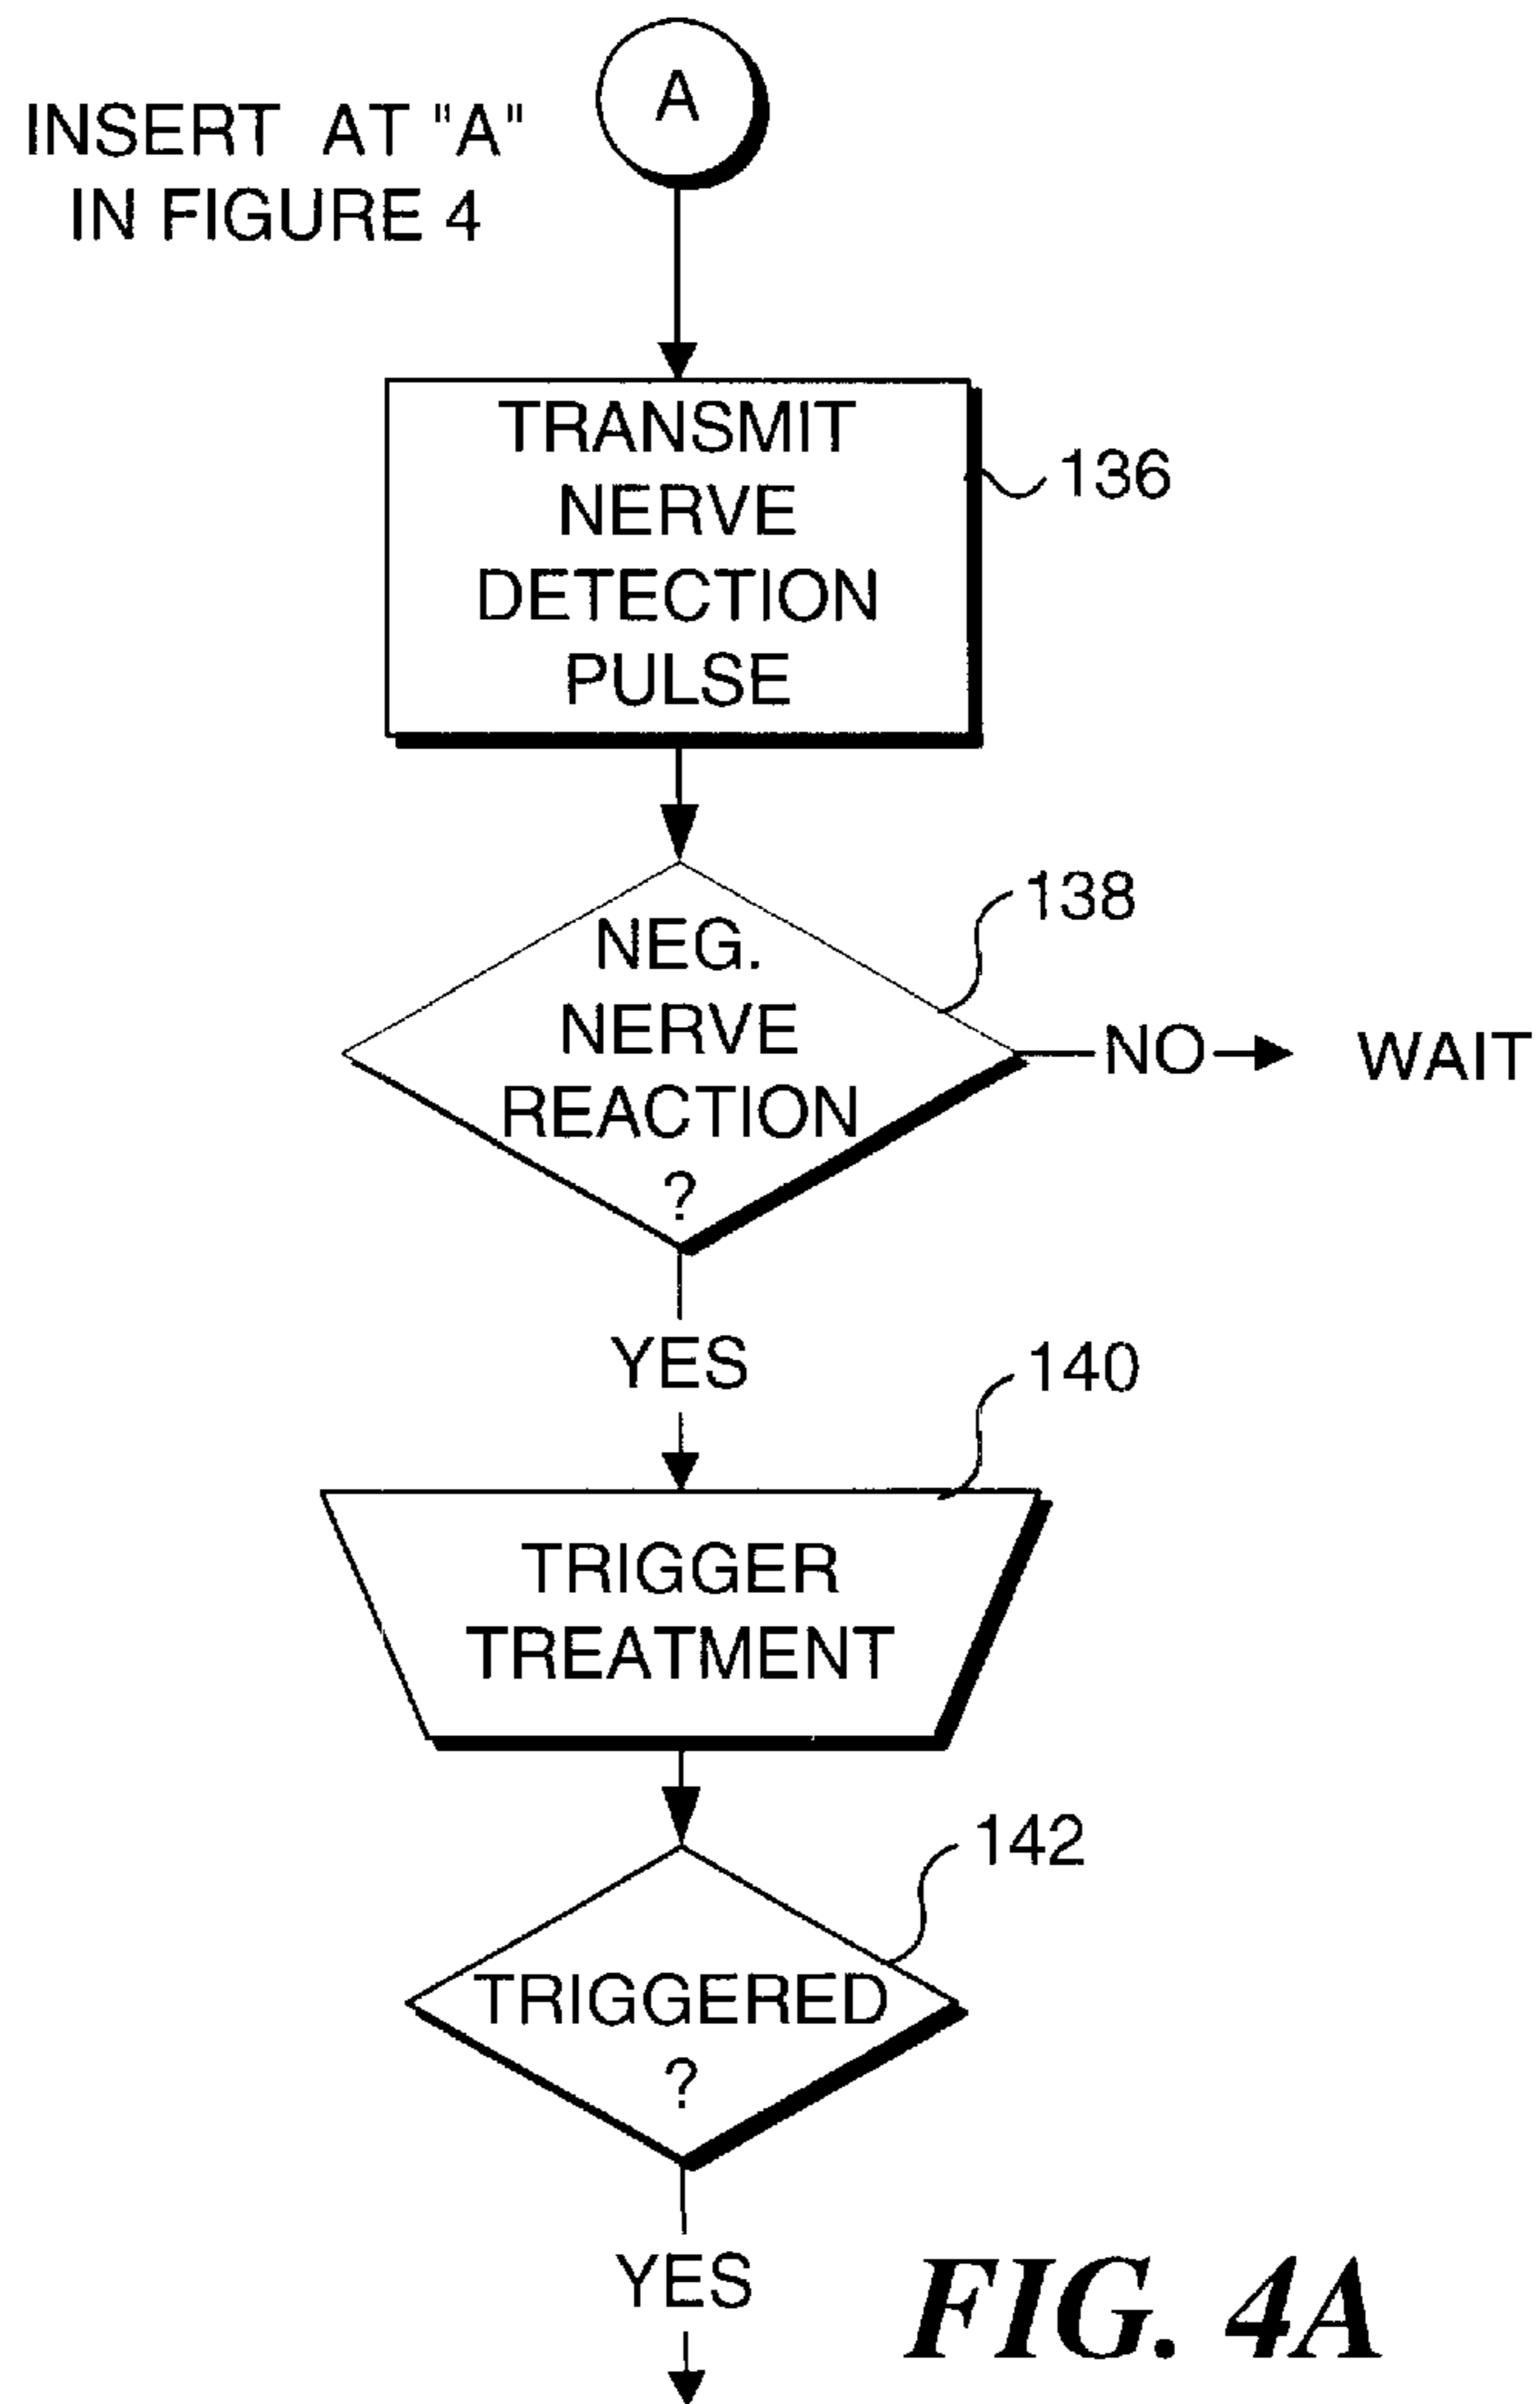 A
INSERT AT "A"
IN FIGURE 4
TRANSMIT
NERVE
DETECTION
PULSE
136
138
NEG.
NERVE
REACTION
?
NO
WAIT
YES
140
TRIGGER
TREATMENT
142
TRIGGERED
?
YES
FIG. 4A